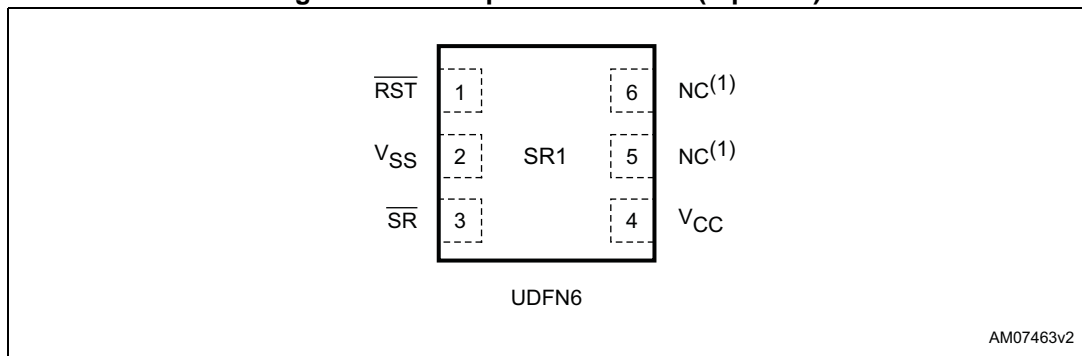 RST 1 6 NC(1)
VSS 2 SR1 5 NC(1)
SR 3 4 VCC
UDFN6
AM07463v2